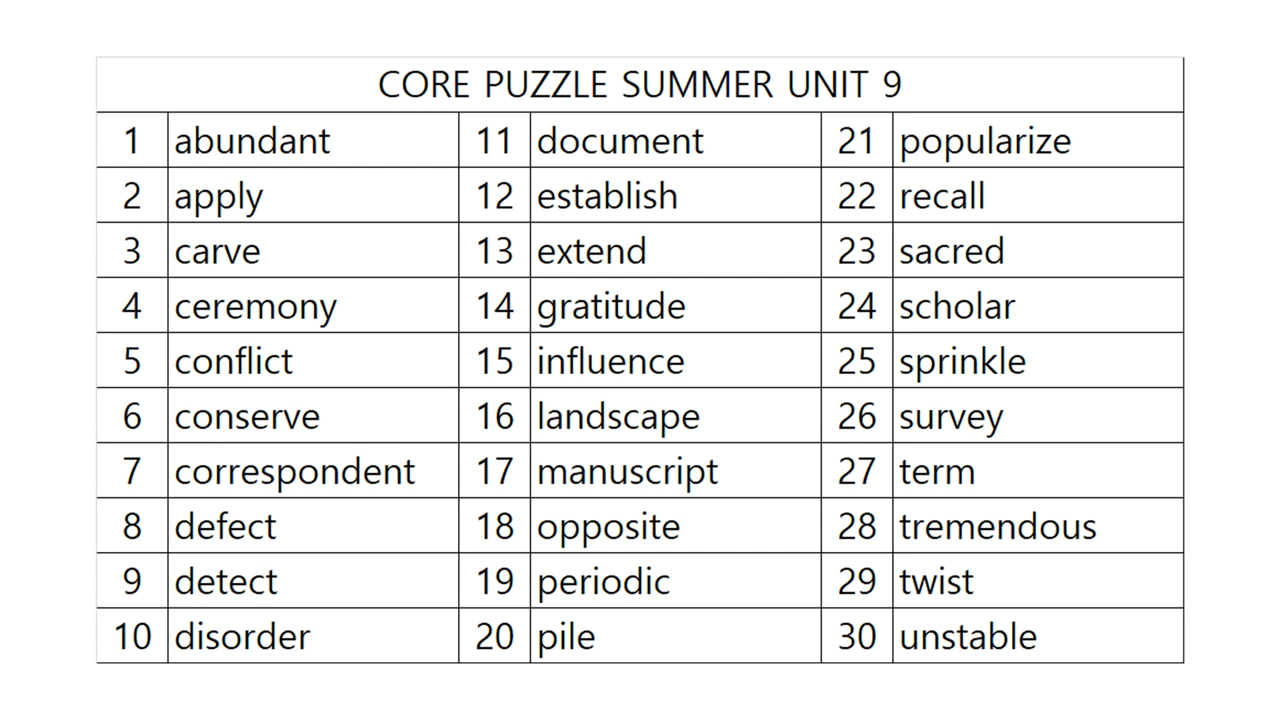 CORE PUZZLE SUMMER UNIT 9
1 abundant 11 document 21 popularize
2 apply 12 establish 22 recall
3 carve 13 extend 23 sacred
4 ceremony 14 gratitude 24 scholar
5 conflict 15 influence 25 sprinkle
6 conserve 16 landscape 26 survey
7 correspondent 17 manuscript 27 term
8 defect 18 opposite 28 tremendous
9 detect 19 periodic 29 twist
10 disorder 20 pile 30 unstable